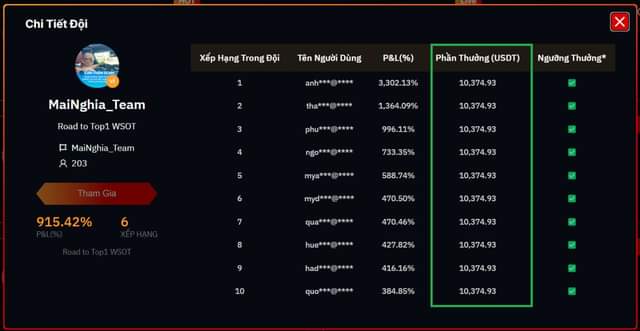 Chi Tiết Đội
MaiNghia_Team
Road to Top1 WSOT
MaiNghia_Team
203
Tham Gia
915.42% 6
P&L(%) XẾP HẠNG
Road to Top1 WSOT
Xếp Hạng Trong Đội Tên Người Dùng P&L(%) Phần Thưởng (USDT) Ngưỡng Thưởng*
1 anh***@**** 3,302.13% 10,374.93
2 tha***@**** 1,364.09% 10,374.93
3 phu***@**** 996.11% 10,374.93
4 ngo***@**** 733.35% 10,374.93
5 mya***@**** 588.74% 10,374.93
6 myd***@**** 470.50% 10,374.93
7 qua***@**** 470.46% 10,374.93
8 hue***@**** 427.82% 10,374.93
9 had***@**** 416.16% 10,374.93
10 quo***@**** 384.85% 10,374.93